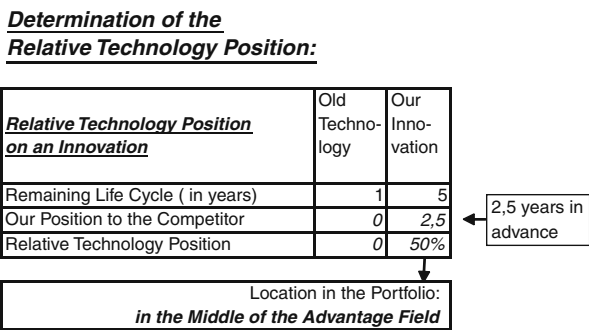 Determination of the
Relative Technology Position:
Relative Technology Position
on an Innovation
Old
Techno-
logy
Our
Inno-
vation
Remaining Life Cycle ( in years) 1 5
Our Position to the Competitor 0 2,5
Relative Technology Position 0 50%
2,5 years in
advance
Location in the Portfolio:
in the Middle of the Advantage Field